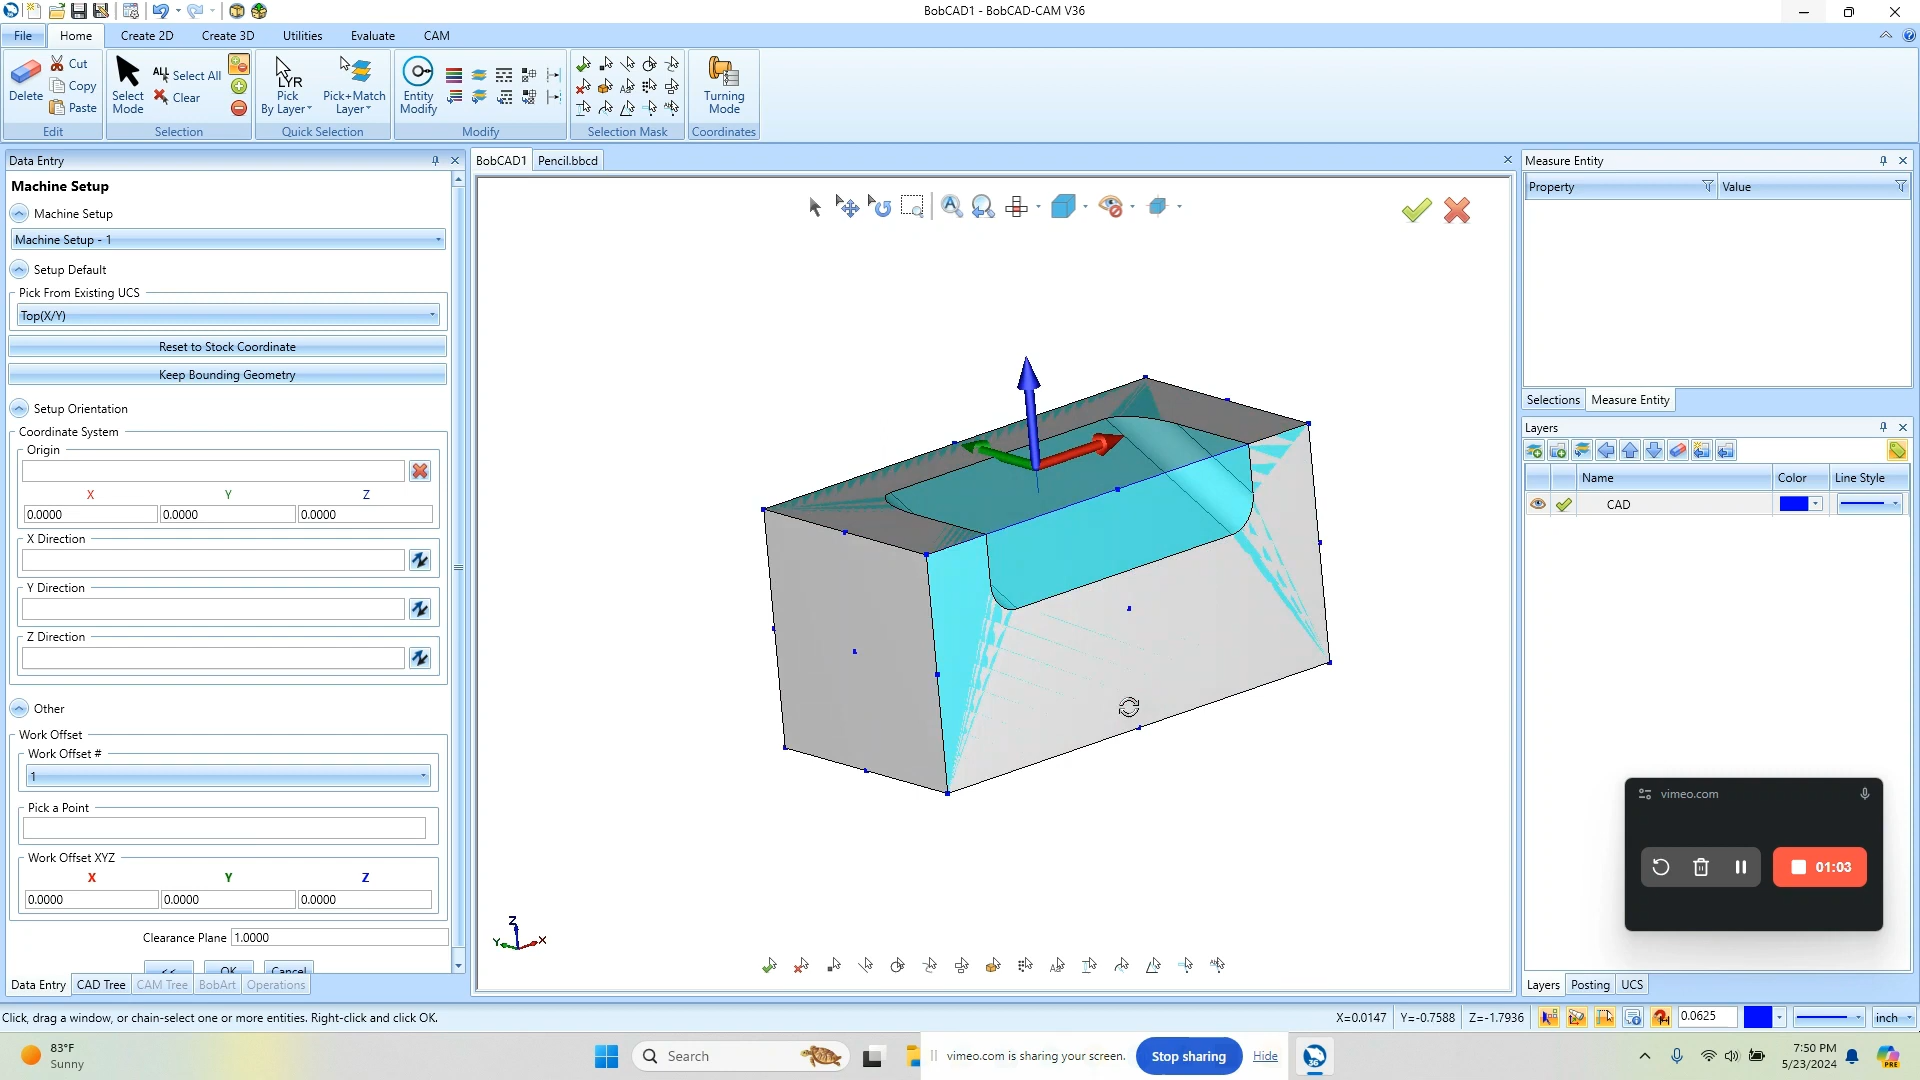 BobCAD1 - BobCAD-CAM V36
File
Home
Create 2D
Create 3D
Utilities
Evaluate
CAM
Delete
Cut
Copy
Paste
Edit
Select Mode
ALL Select All
Clear
Selection
LYR
Pick By Layer
Pick+Match Layer
Quick Selection
Entity Modify
Modify
Selection Mask
Turning Mode
Coordinates
Data Entry
Machine Setup
Machine Setup
Machine Setup - 1
Setup Default
Pick From Existing UCS
Top(X/Y)
Reset to Stock Coordinate
Keep Bounding Geometry
Setup Orientation
Coordinate System
Origin
X Y Z
0.0000 0.0000 0.0000
X Direction
Y Direction
Z Direction
Other
Work Offset
Work Offset #
1
Pick a Point
Work Offset XYZ
X Y Z
0.0000 0.0000 0.0000
Clearance Plane 1.0000
<< OK Cancel
Data Entry CAD Tree CAM Tree BobArt Operations
BobCAD1 Pencil.bbcd
Z
Y X
Measure Entity
Property Value
Selections Measure Entity
Layers
Name Color Line Style
CAD
vimeo.com
01:03
Layers Posting UCS
Click, drag a window, or chain-select one or more entities. Right-click and click OK.
X=0.0147 Y=-0.7588 Z=-1.7936
0.0625
inch
83°F
Sunny
Search
vimeo.com is sharing your screen.
Stop sharing
Hide
7:50 PM
5/23/2024
PRE